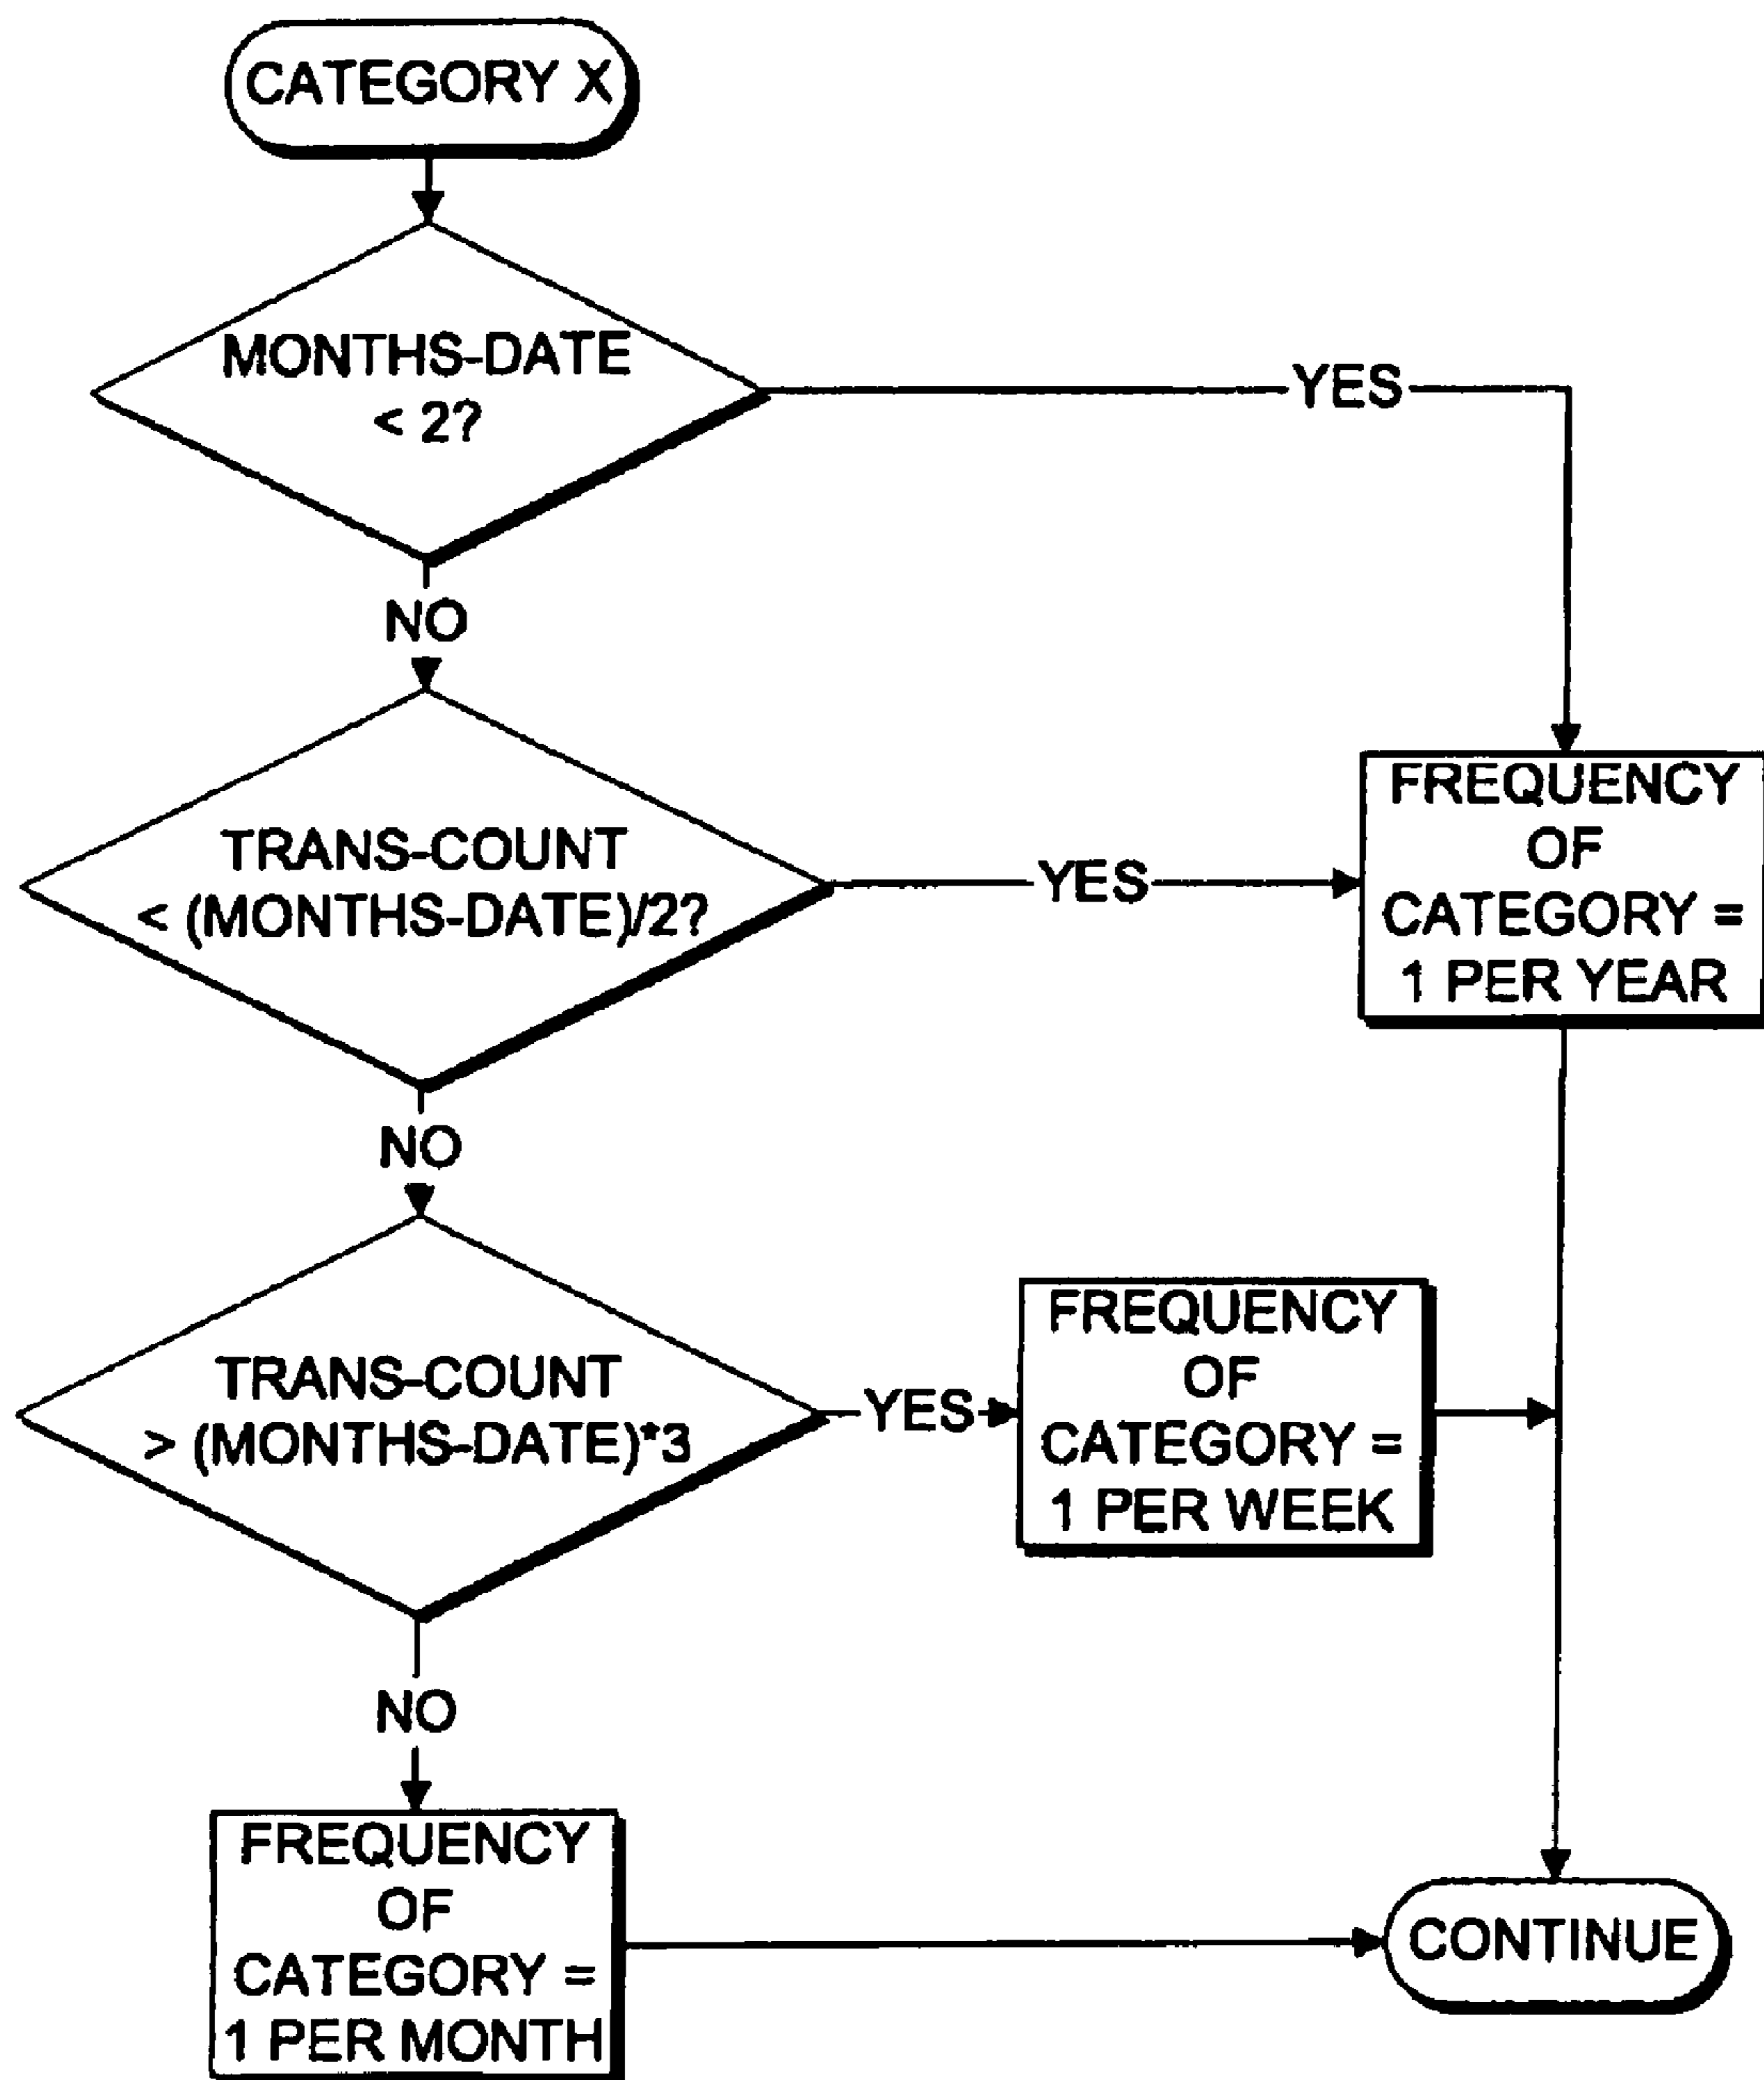 CATEGORY X
MONTHS-DATE
< 2?
YES
NO
TRANS-COUNT
< (MONTHS-DATE)/2?
YES
FREQUENCY
OF
CATEGORY =
1 PER YEAR
NO
TRANS-COUNT
> (MONTHS-DATE)*3
YES
FREQUENCY
OF
CATEGORY =
1 PER WEEK
NO
FREQUENCY
OF
CATEGORY =
1 PER MONTH
CONTINUE